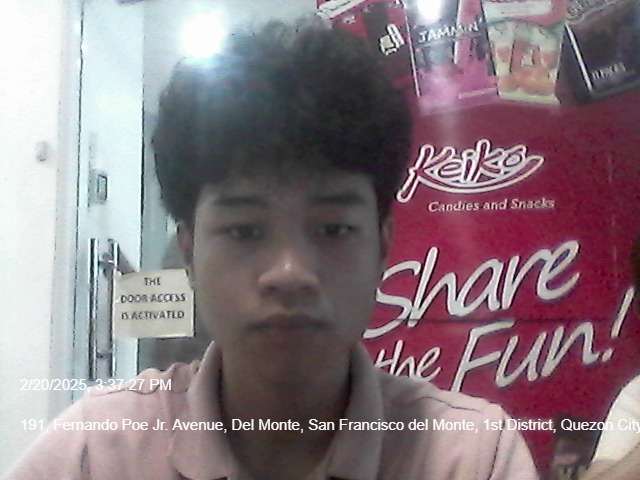 JAMMIN'
Keiko
Candies and Snacks
Share
the Fun!
THE
DOOR ACCESS
IS ACTIVATED
2/20/2025, 3:37:27 PM
191, Fernando Poe Jr. Avenue, Del Monte, San Francisco del Monte, 1st District, Quezon City